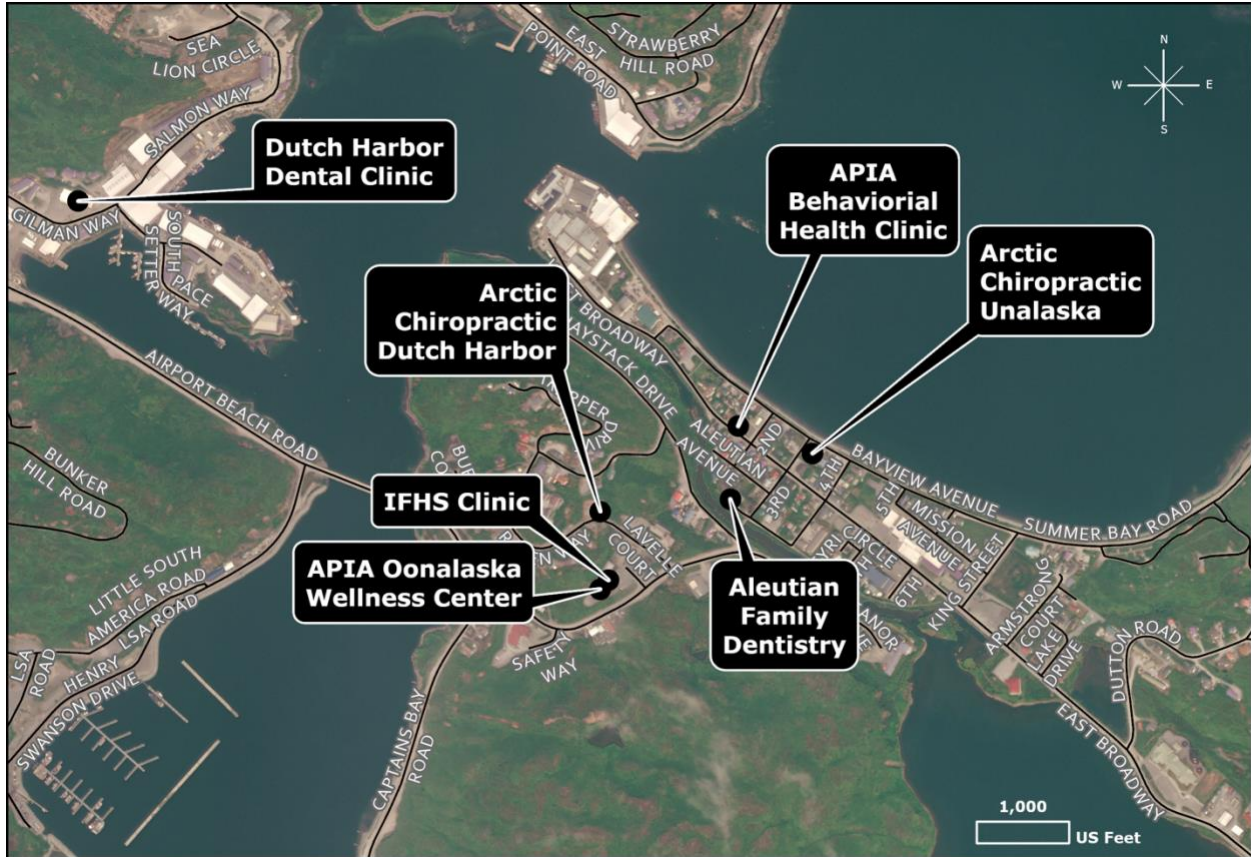 SEA
LION CIRCLE
SALMON WAY
GILMAN WAY
SOUTH PACE
SETTER WAY
POINT ROAD
EAST
STRAWBERRY
HILL ROAD
N
W
E
S
Dutch Harbor
Dental Clinic
APIA
Behaviorial
Health Clinic
Arctic
Chiropractic
Unalaska
Arctic
Chiropractic
Dutch Harbor
BROADWAY
HAYSTACK DRIVE
AIRPORT BEACH ROAD
BUNKER
HILL ROAD
ALEUTIAN
AVENUE
2ND
3RD
4TH
5TH
BAYVIEW AVENUE
SUMMER BAY ROAD
MISSION
AVENUE
CIRCLE
6TH
KING STREET
ARMSTRONG
COURT
LAKE
DRIVE
DUTTON ROAD
EAST BROADWAY
IFHS Clinic
LAVELLE
COURT
WAY
APIA Oonalaska
Wellness Center
Aleutian
Family
Dentistry
SAFETY
WAY
LITTLE SOUTH
AMERICA ROAD
HENRY
LSA ROAD
LSA
ROAD
SWANSON DRIVE
CAPTAINS BAY
ROAD
1,000
US Feet